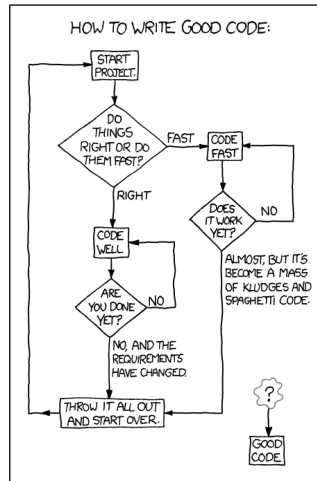 HOW TO WRITE GOOD CODE:
START
PROJECT.
DO
THINGS
RIGHT OR DO
THEM FAST?
FAST
CODE
FAST
RIGHT
DOES
IT WORK
YET?
NO
CODE
WELL
ALMOST, BUT IT'S
BECOME A MASS
OF KLUDGES AND
SPAGHETTI CODE.
ARE
YOU DONE
YET?
NO
NO, AND THE
REQUIREMENTS
HAVE CHANGED.
THROW IT ALL OUT
AND START OVER.
?
GOOD
CODE